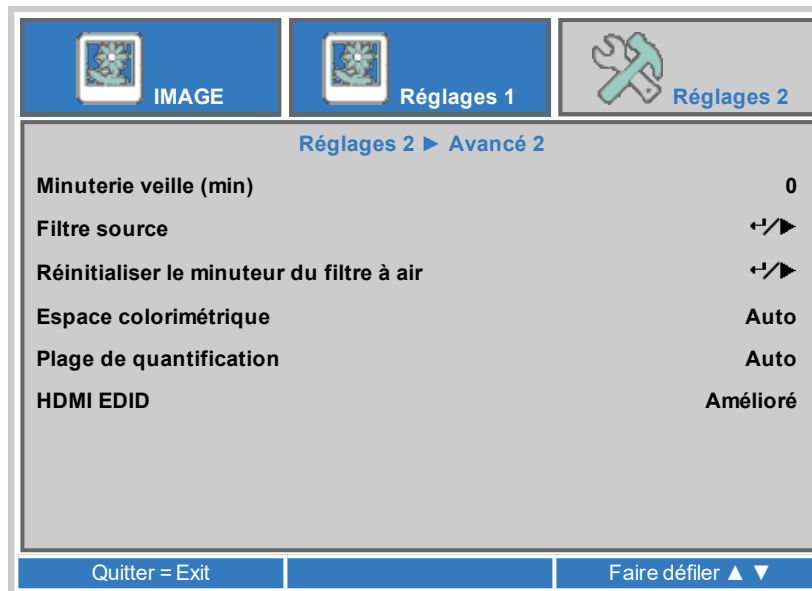 IMAGE
Réglages 1
Réglages 2
Réglages 2 ► Avancé 2
Minuterie veille (min) 0
Filtre source ↵/►
Réinitialiser le minuteur du filtre à air ↵/►
Espace colorimétrique Auto
Plage de quantification Auto
HDMI EDID Amélioré
Quitter = Exit
Faire défiler ▲ ▼